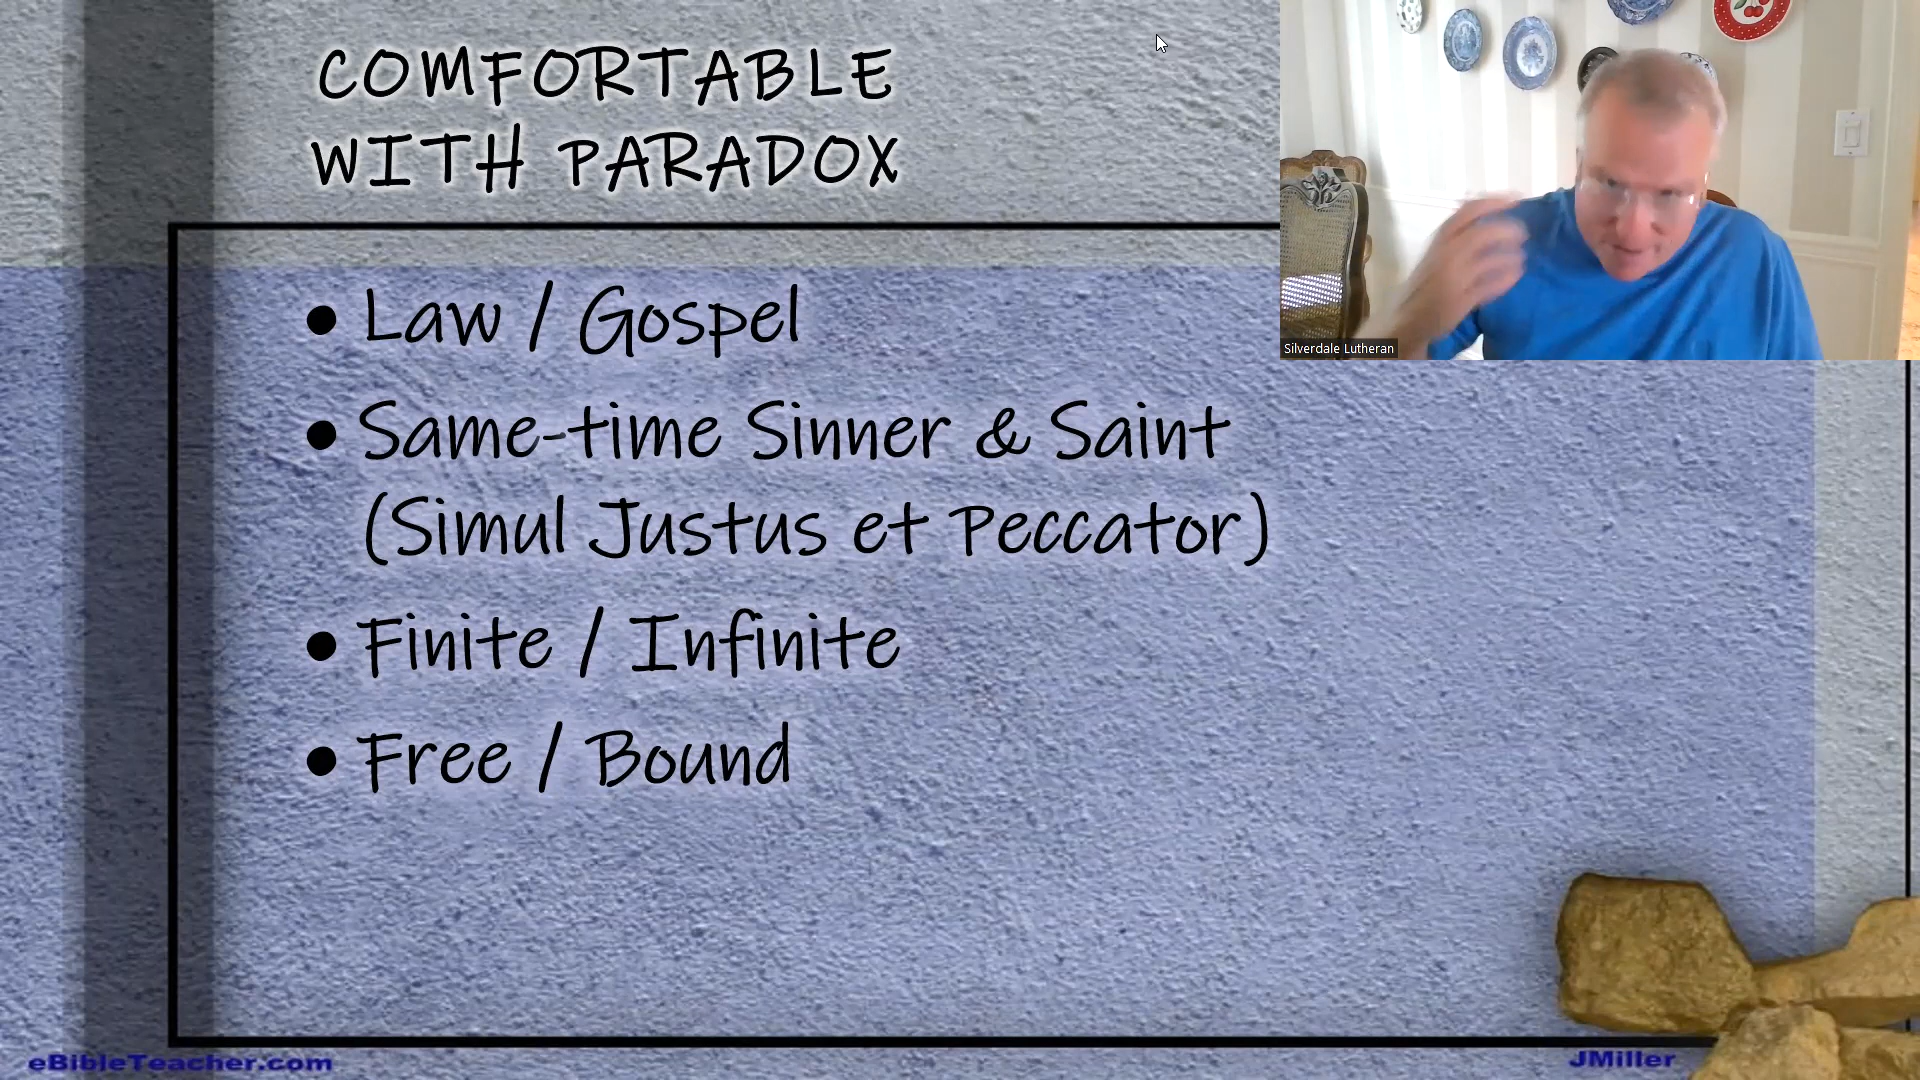 COMFORTABLE
WITH PARADOX
Silverdale Lutheran
• Law / Gospel
• Same-time Sinner & Saint
(Simul Justus et Peccator)
• Finite / Infinite
• Free / Bound
eBibleTeacher.com
JMiller